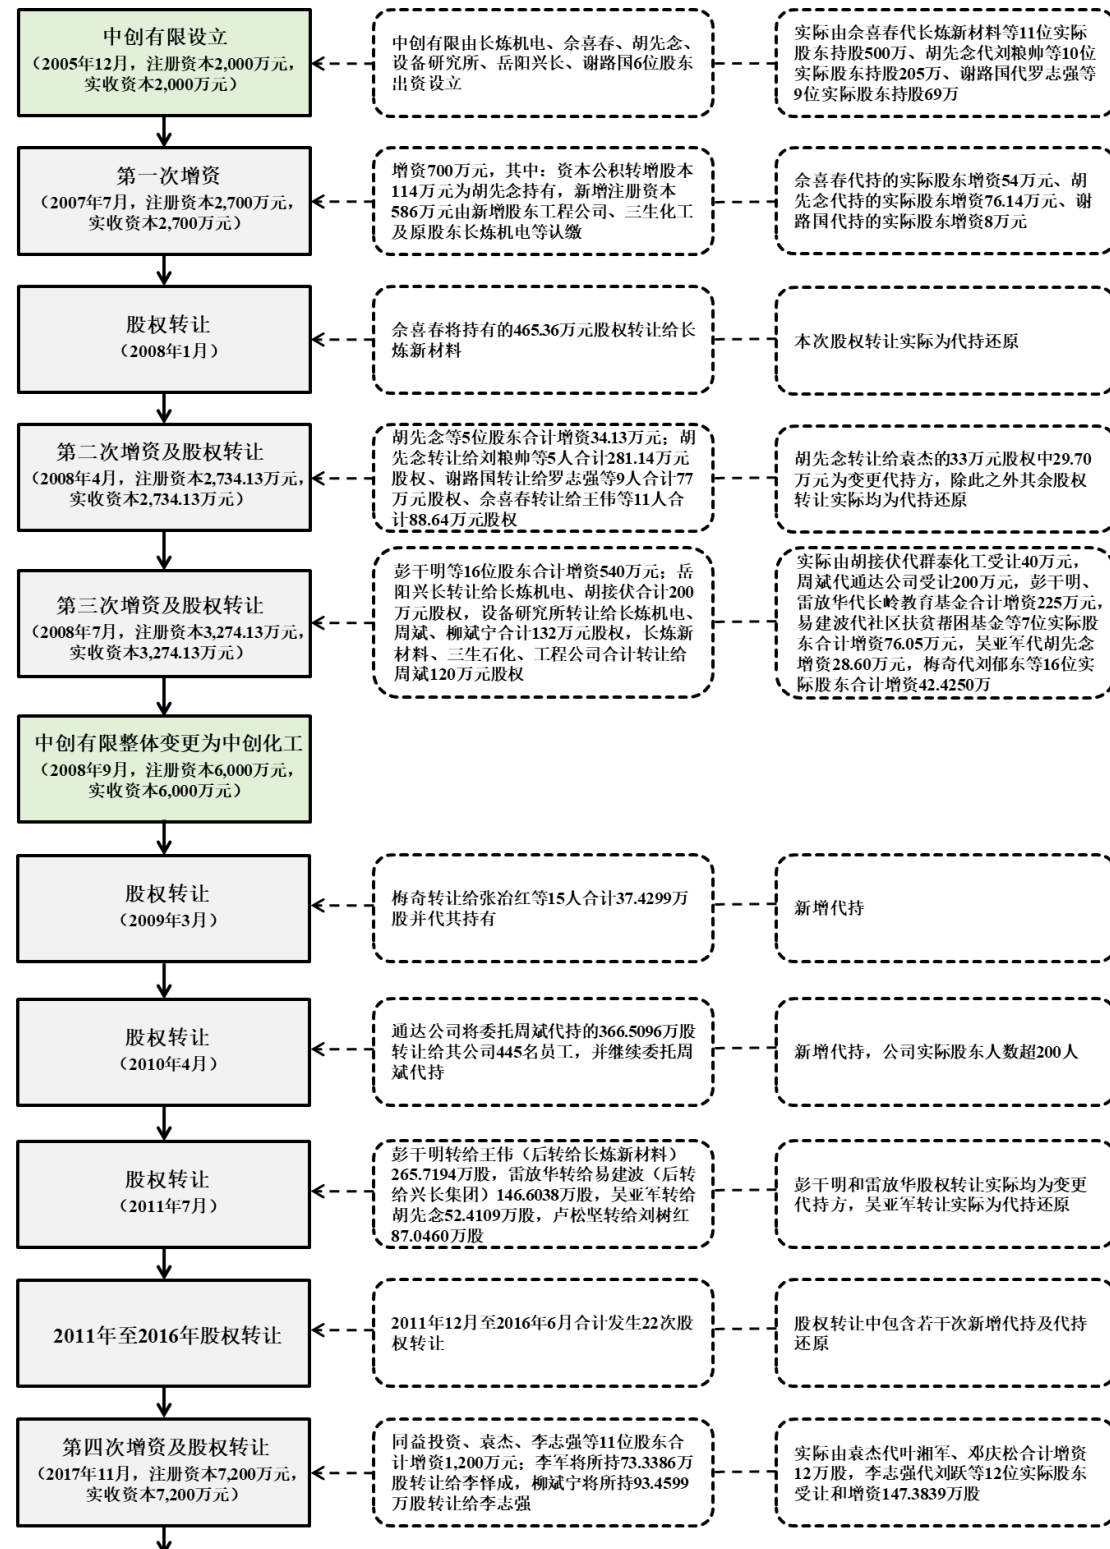 中创有限设立
（2005年12月，注册资本2,000万元，
实收资本2,000万元）
中创有限由长炼机电、佘喜春、胡先念、
设备研究所、岳阳兴长、谢路国6位股东
出资设立
实际由佘喜春代长炼新材料等11位实际
股东持股500万、胡先念代刘粮帅等10位
实际股东持股205万、谢路国代罗志强等
9位实际股东持股69万
第一次增资
（2007年7月，注册资本2,700万元，
实收资本2,700万元）
增资700万元，其中：资本公积转增股本
114万元为胡先念持有，新增注册资本
586万元由新增股东工程公司、三生化工
及原股东长炼机电等认缴
佘喜春代持的实际股东增资54万元、胡
先念代持的实际股东增资76.14万元、谢
路国代持的实际股东增资8万元
股权转让
（2008年1月）
佘喜春将持有的465.36万元股权转让给长
炼新材料
本次股权转让实际为代持还原
第二次增资及股权转让
（2008年4月，注册资本2,734.13万元，
实收资本2,734.13万元）
胡先念等5位股东合计增资34.13万元；胡
先念转让给刘粮帅等5人合计281.14万元
股权、谢路国转让给罗志强等9人合计77
万元股权、佘喜春转让给王伟等11人合
计88.64万元股权
胡先念转让给袁杰的33万元股权中29.70
万元为变更代持方，除此之外其余股权
转让实际均为代持还原
第三次增资及股权转让
（2008年7月，注册资本3,274.13万元，
实收资本3,274.13万元）
彭干明等16位股东合计增资540万元；岳
阳兴长转让给长炼机电、胡接伏合计200
万元股权，设备研究所转让给长炼机电、
周斌、柳斌宁合计132万元股权，长炼新
材料、三生石化、工程公司合计转让给
周斌120万元股权
实际由胡接伏代群泰化工受让40万元，
周斌代通达公司受让200万元，彭干明、
雷放华代长岭教育基金合计增资225万元，
易建波代社区扶贫帮困基金等7位实际股
东合计增资76.05万元，吴亚军代胡先念
增资28.60万元，梅奇代刘郁东等16位实
际股东合计增资42.4250万
中创有限整体变更为中创化工
（2008年9月，注册资本6,000万元，
实收资本6,000万元）
股权转让
（2009年3月）
梅奇转让给张冶红等15人合计37.4299万
股并代其持有
新增代持
股权转让
（2010年4月）
通达公司将委托周斌代持的366.5096万股
转让给其公司445名员工，并继续委托周
斌代持
新增代持，公司实际股东人数超200人
股权转让
（2011年7月）
彭干明转给王伟（后转给长炼新材料）
265.7194万股，雷放华转给易建波（后转
给兴长集团）146.6038万股，吴亚军转给
胡先念52.4109万股，卢松坚转给刘树红
87.0460万股
彭干明和雷放华股权转让实际均为变更
代持方，吴亚军转让实际为代持还原
2011年至2016年股权转让
2011年12月至2016年6月合计发生22次股
权转让
股权转让中包含若干次新增代持及代持
还原
第四次增资及股权转让
（2017年11月，注册资本7,200万元，
实收资本7,200万元）
同益投资、袁杰、李志强等11位股东合
计增资1,200万元；李军将所持73.3386万
股转让给李怿成，柳斌宁将所持93.4599
万股转让给李志强
实际由袁杰代叶湘军、邓庆松合计增资
12万股，李志强代刘跃等12位实际股东
受让和增资147.3839万股